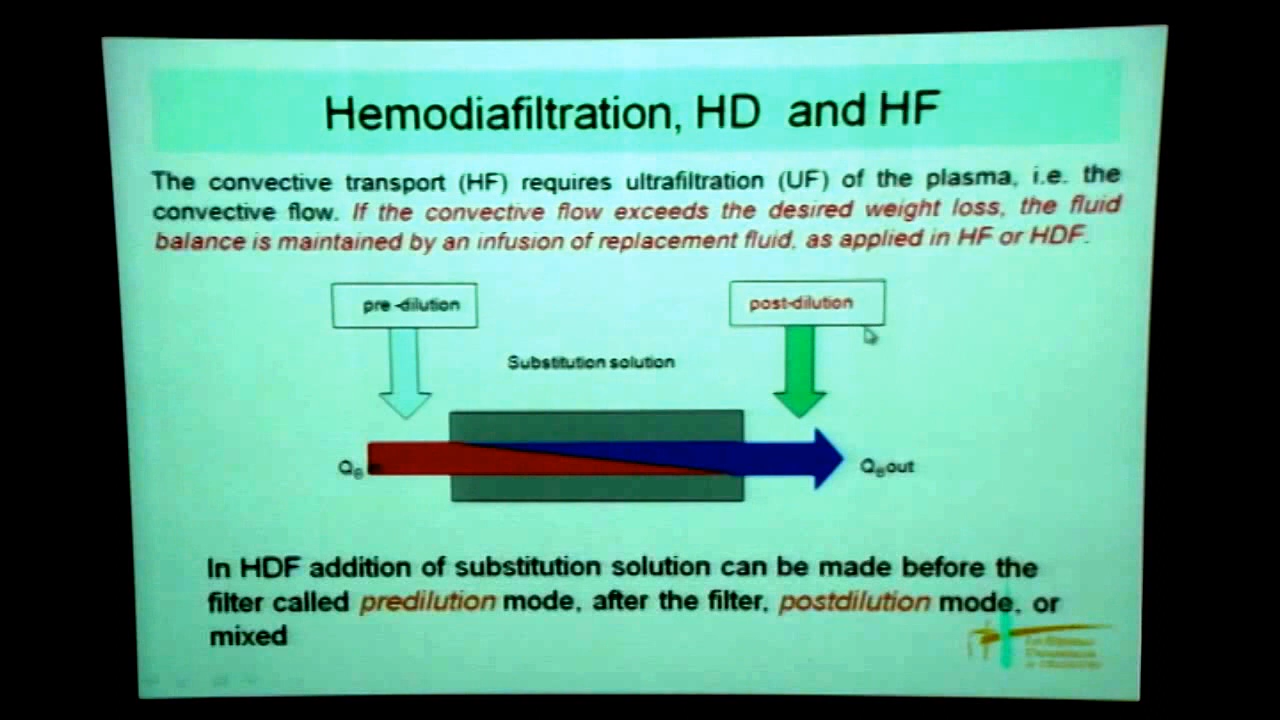 Hemodiafiltration, HD and HF
The convective transport (HF) requires ultrafiltration (UF) of the plasma, i.e. the
convective flow. If the convective flow exceeds the desired weight loss, the fluid
balance is maintained by an infusion of replacement fluid, as applied in HF or HDF.
pre -dilution
post-dilution
Substitution solution
QB
QBout
In HDF addition of substitution solution can be made before the
filter called predilution mode, after the filter, postdilution mode, or
mixed